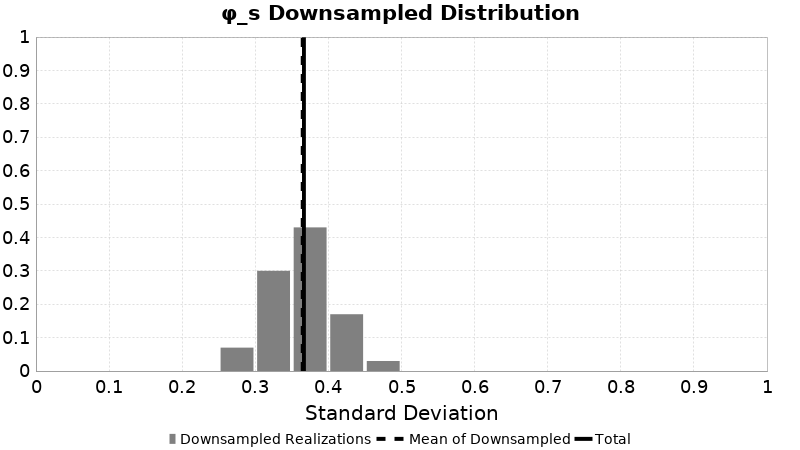 φ_s Downsampled Distribution
1
0.9
0.8
0.7
0.6
0.5
0.4
0.3
0.2
0.1
0
0 0.1 0.2 0.3 0.4 0.5 0.6 0.7 0.8 0.9 1
Standard Deviation
Downsampled Realizations Mean of Downsampled Total